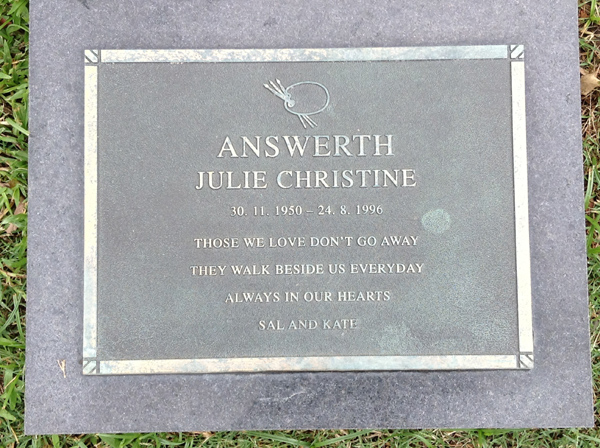 ANSWERTH
JULIE CHRISTINE
30. 11. 1950 – 24. 8. 1996
THOSE WE LOVE DON'T GO AWAY
THEY WALK BESIDE US EVERYDAY
ALWAYS IN OUR HEARTS
SAL AND KATE